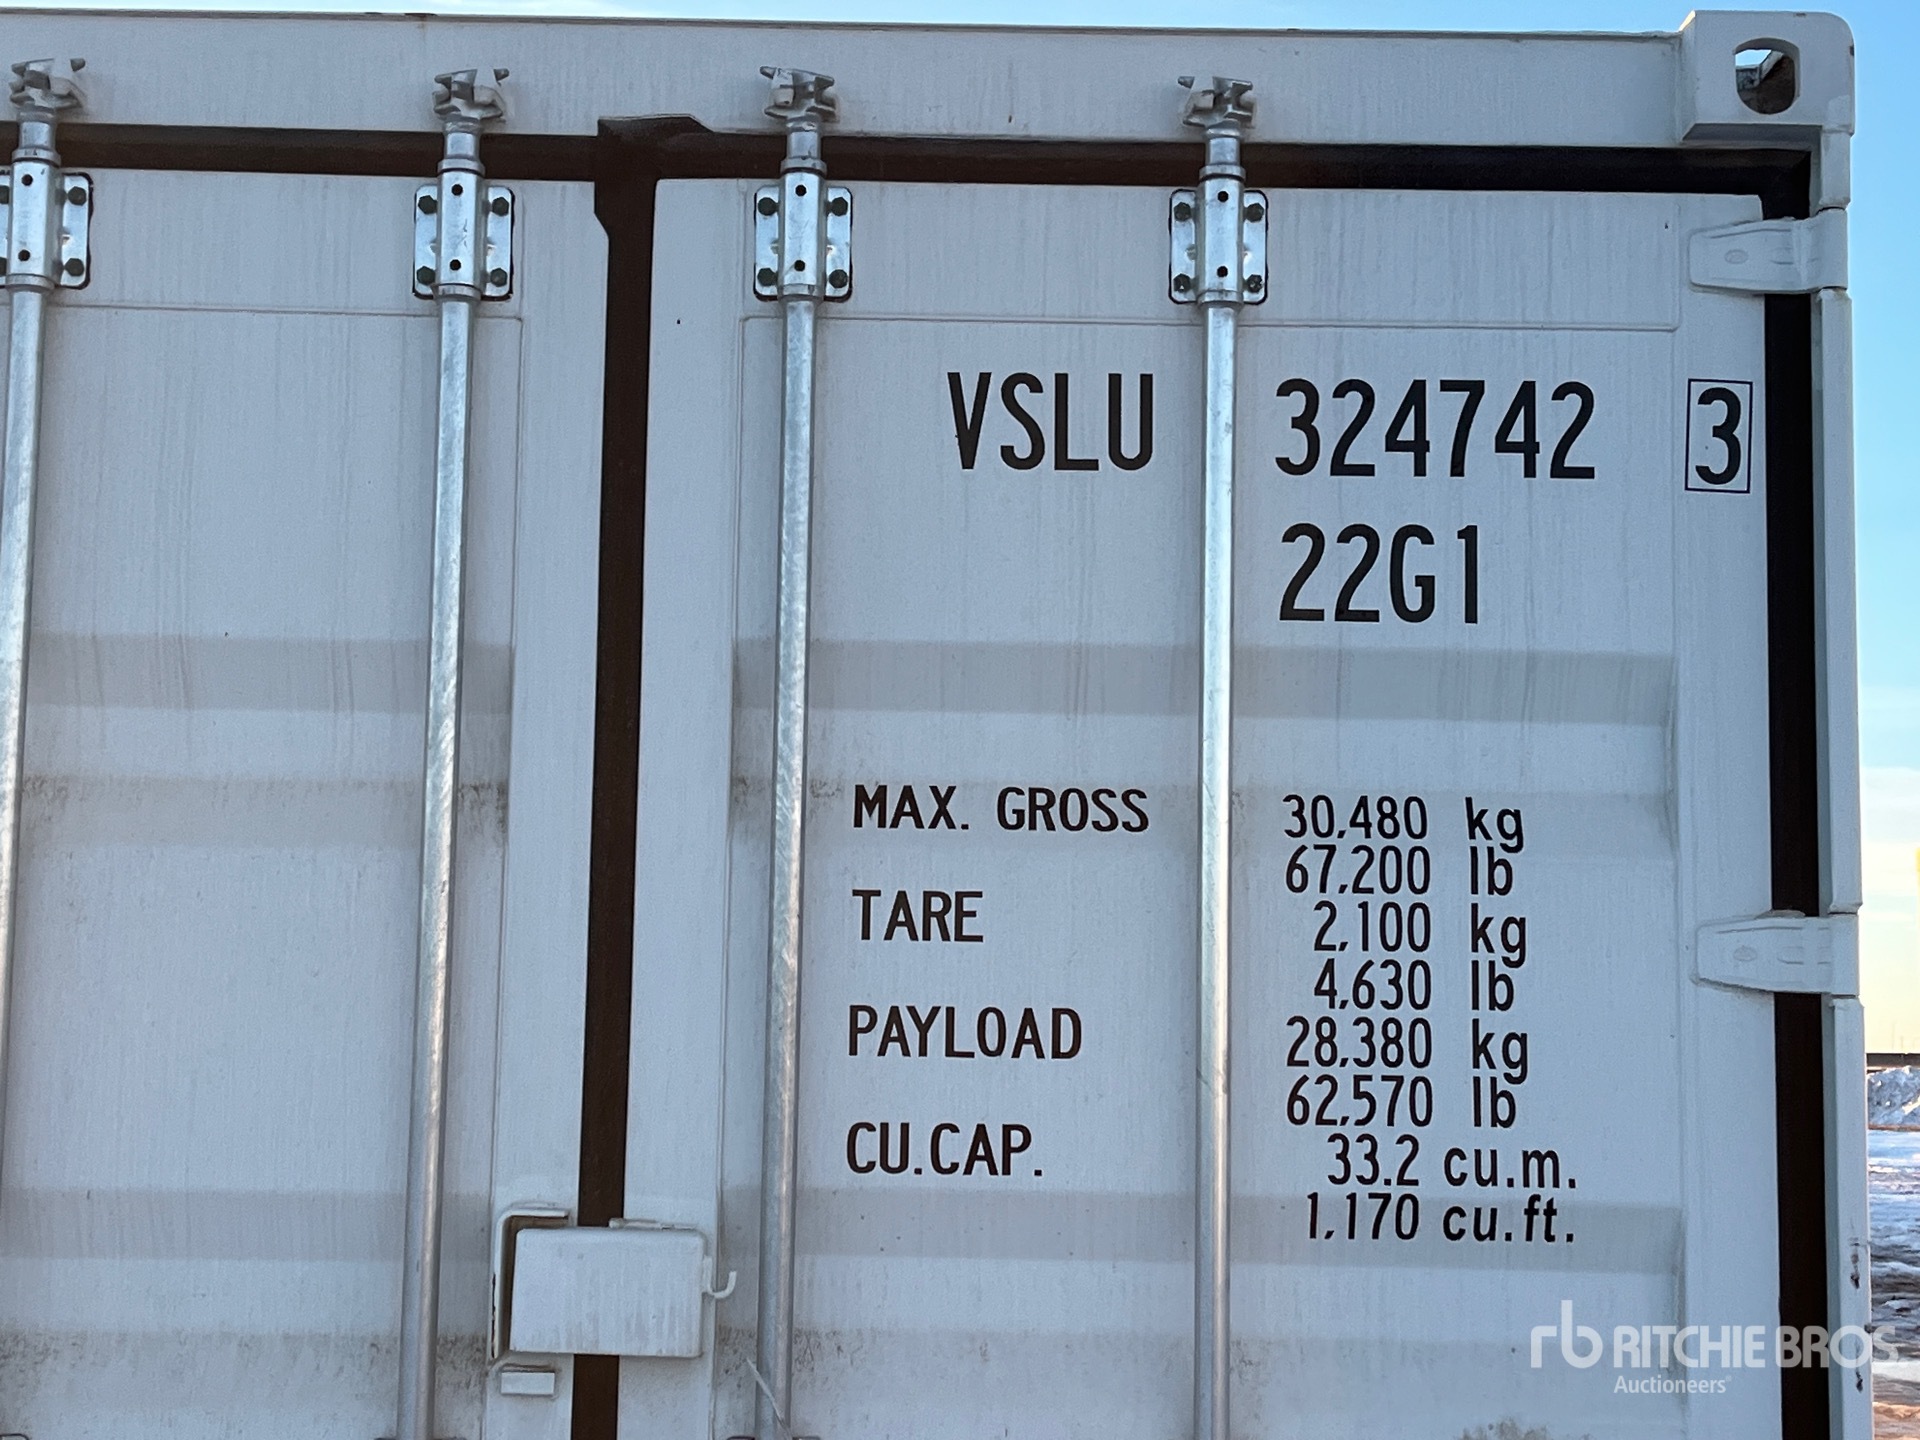 VSLU 324742 3
22G1
MAX. GROSS 30,480 kg
67,200 lb
TARE 2,100 kg
4,630 lb
PAYLOAD 28,380 kg
62,570 lb
CU.CAP. 33.2 cu.m.
1,170 cu.ft.
rb RITCHIE BROS.
Auctioneers